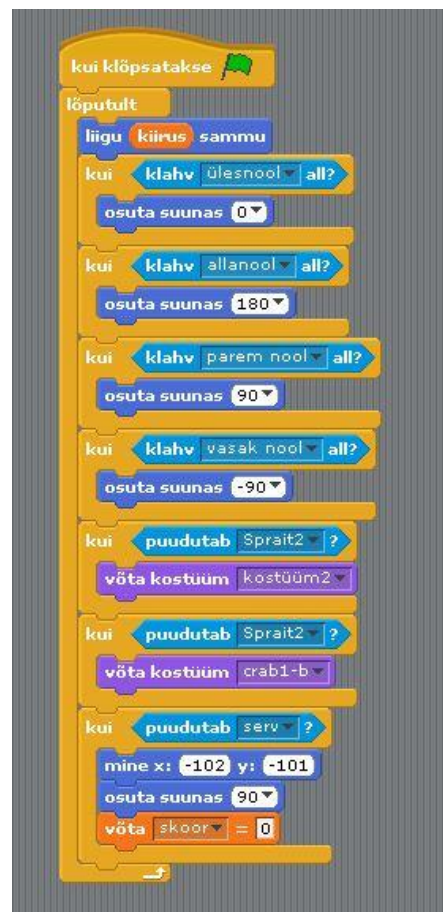 kui klõpsatakse
lõputult
liigu kiirus sammu
kui klahv ülesnool all?
osuta suunas 0
kui klahv allanool all?
osuta suunas 180
kui klahv parem nool all?
osuta suunas 90
kui klahv vasak nool all?
osuta suunas -90
kui puudutab Sprait2 ?
võta kostüüm kostüüm2
kui puudutab Sprait2 ?
võta kostüüm crab1-b
kui puudutab serv ?
mine x: -102 y: -101
osuta suunas 90
võta skoor = 0